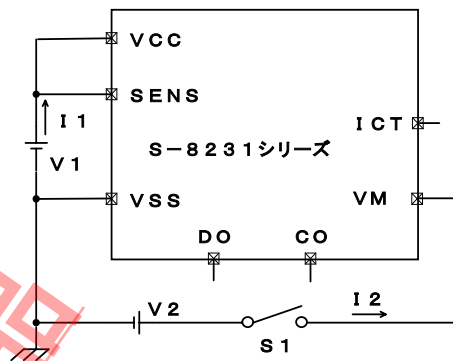 VCC
SENS
I1
ICT
S-8231シリーズ
V1
VSS
VM
DO CO
V2
I2
S1